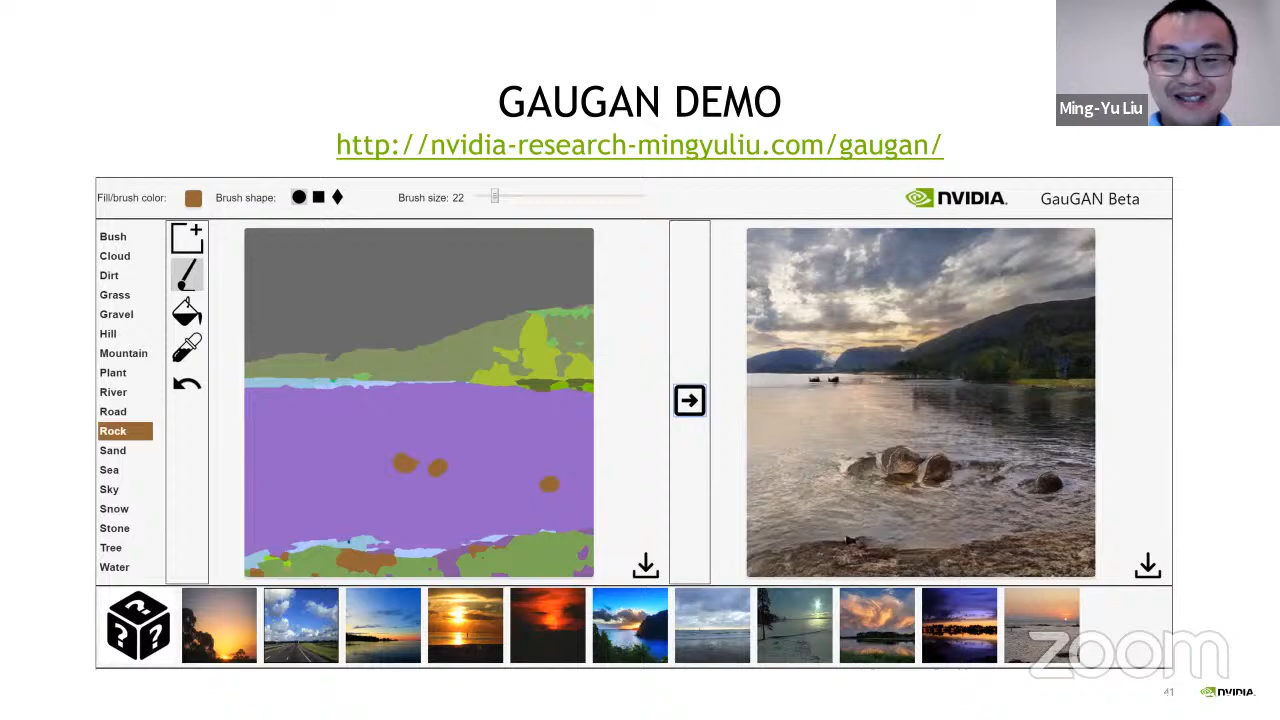 GAUGAN DEMO
Ming-Yu Liu
http://nvidia-research-mingyuliu.com/gaugan/
Fill/brush color:
Brush shape:
Brush size: 22
NVIDIA.
GauGAN Beta
Bush
Cloud
Dirt
Grass
Gravel
Hill
Mountain
Plant
River
Road
Rock
Sand
Sea
Sky
Snow
Stone
Tree
Water
? ? ?
zoom
41
NVIDIA.